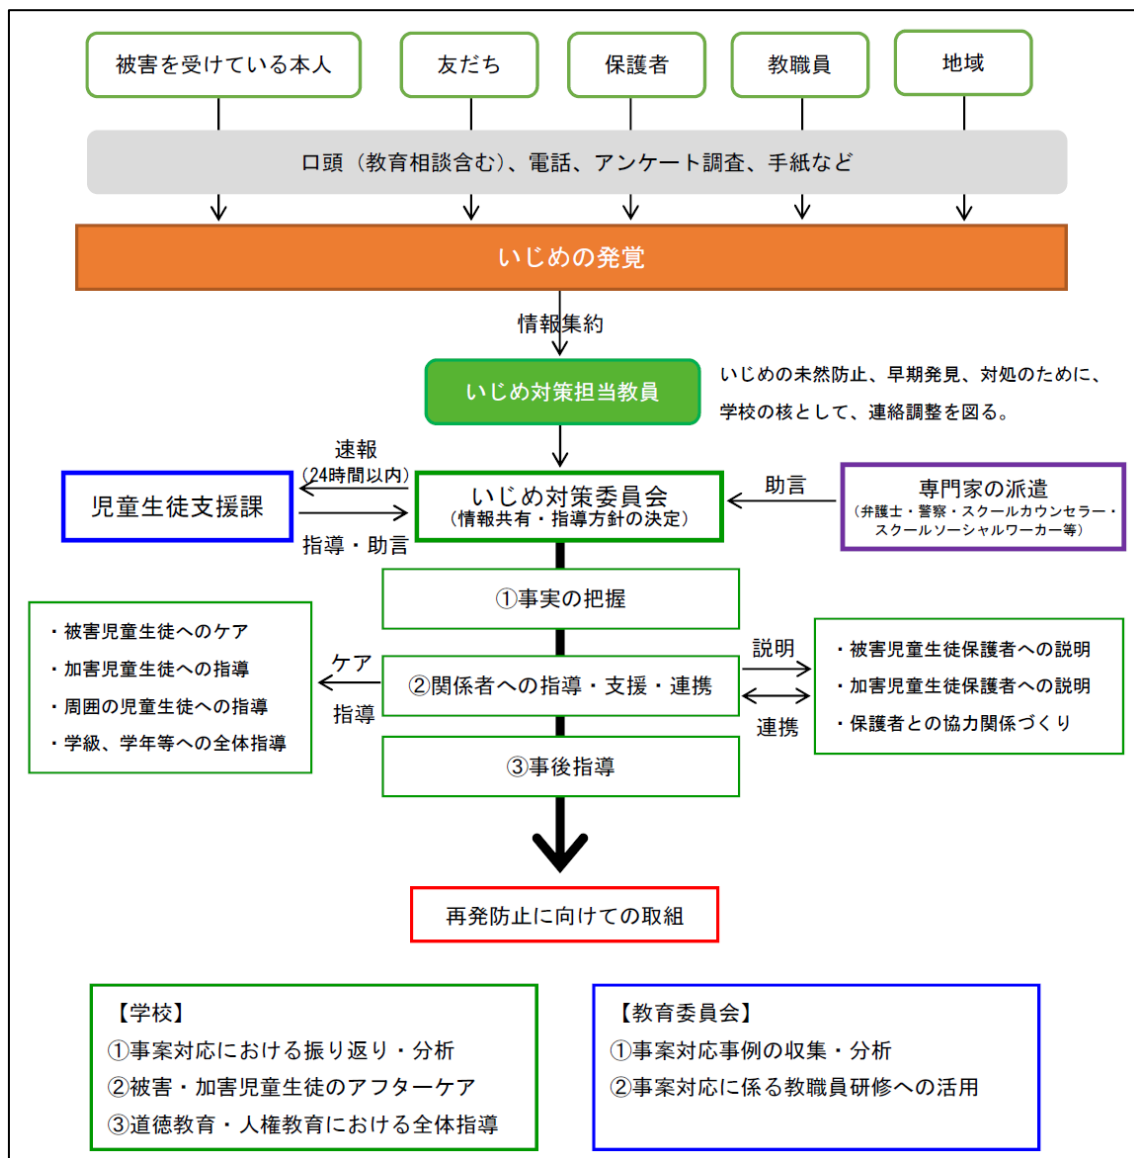 被害を受けている本人
友だち
保護者
教職員
地域
口頭（教育相談含む）、電話、アンケート調査、手紙など
いじめの発覚
情報集約
いじめ対策担当教員
いじめの未然防止、早期発見、対処のために、
学校の核として、連絡調整を図る。
速報
（24時間以内）
児童生徒支援課
指導・助言
いじめ対策委員会
（情報共有・指導方針の決定）
助言
専門家の派遣
（弁護士・警察・スクールカウンセラー・
スクールソーシャルワーカー等）
①事実の把握
・被害児童生徒へのケア
・加害児童生徒への指導
・周囲の児童生徒への指導
・学級、学年等への全体指導
ケア
指導
②関係者への指導・支援・連携
説明
連携
・被害児童生徒保護者への説明
・加害児童生徒保護者への説明
・保護者との協力関係づくり
③事後指導
再発防止に向けての取組
【学校】
①事案対応における振り返り・分析
②被害・加害児童生徒のアフターケア
③道徳教育・人権教育における全体指導
【教育委員会】
①事案対応事例の収集・分析
②事案対応に係る教職員研修への活用